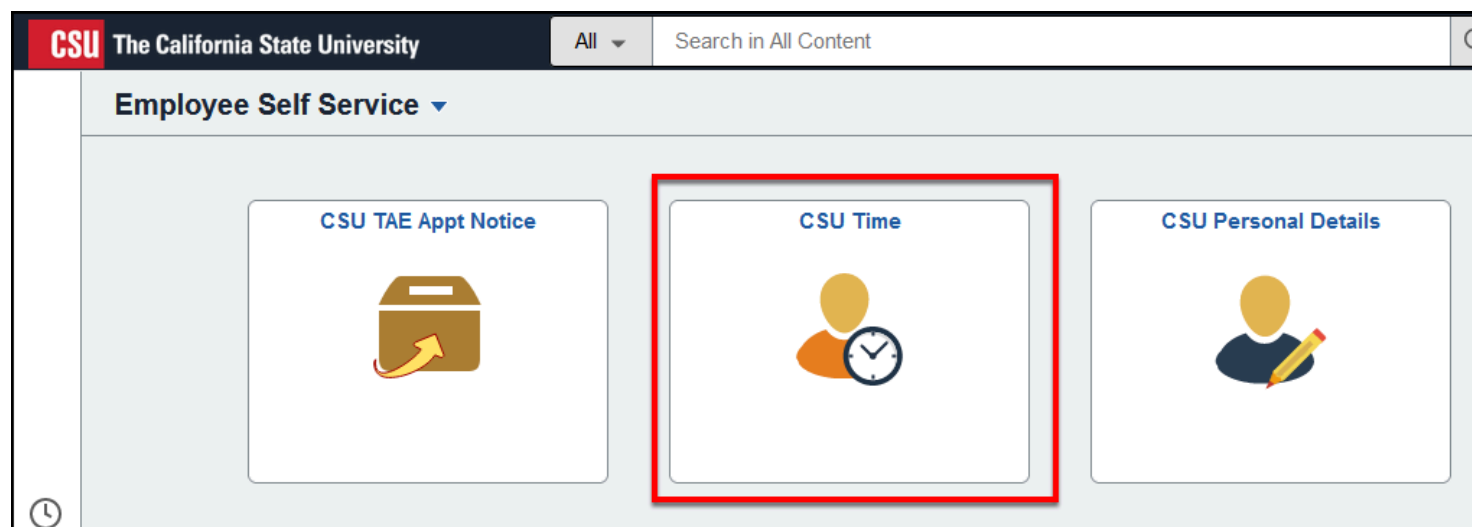 CSU The California State University All Search in All Content
Employee Self Service
CSU TAE Appt Notice CSU Time CSU Personal Details